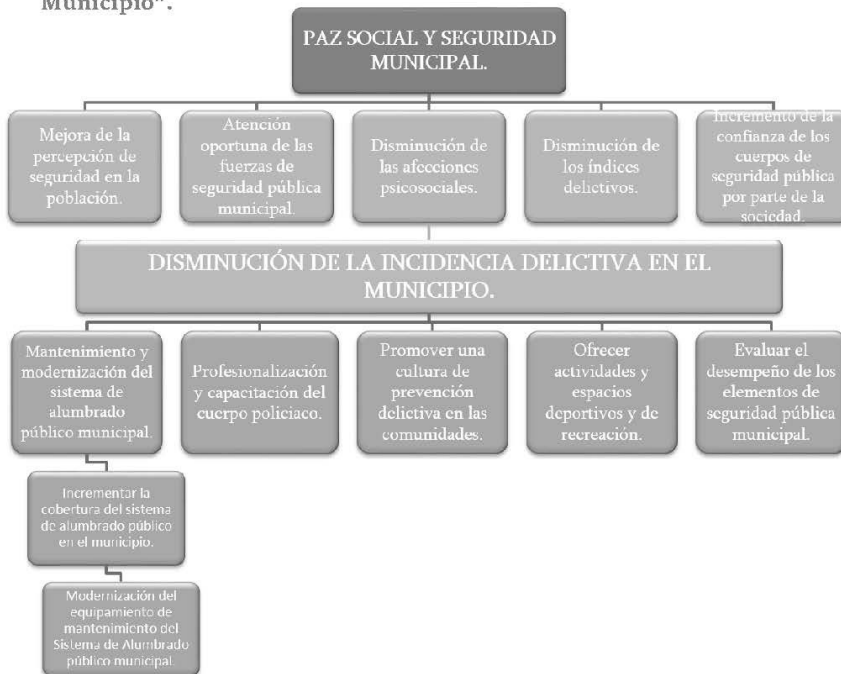 Municipio".
PAZ SOCIAL Y SEGURIDAD
MUNICIPAL.
Mejora de la
percepción de
seguridad en la
población.
Atención
oportuna de las
fuerzas de
seguridad pública
municipal.
Disminución de
las afecciones
psicosociales.
Disminución de
los índices
delictivos.
Incremento de la
confianza de los
cuerpos de
seguridad pública
por parte de la
sociedad.
DISMINUCIÓN DE LA INCIDENCIA DELICTIVA EN EL
MUNICIPIO.
Mantenimiento y
modernización del
sistema de
alumbrado
público municipal.
Profesionalización
y capacitación del
cuerpo policiaco.
Promover una
cultura de
prevención
delictiva en las
comunidades.
Ofrecer
actividades y
espacios
deportivos y de
recreación.
Evaluar el
desempeño de los
elementos de
seguridad pública
municipal.
Incrementar la
cobertura del sistema
de alumbrado público
en el municipio.
Modernización del
equipamiento de
mantenimiento del
Sistema de Alumbrado
público municipal.